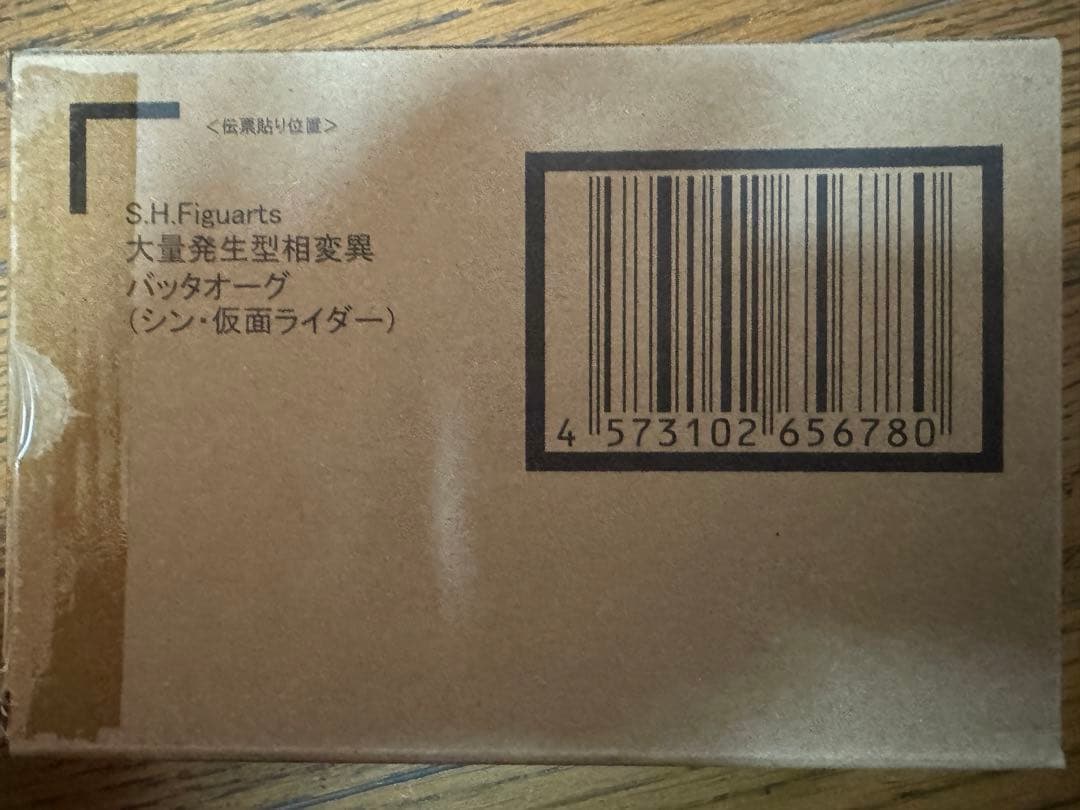 <伝票貼り位置>
S.H.Figuarts
大量発生型相変異
バッタオーグ
(シン・仮面ライダー)
4 573102 656780